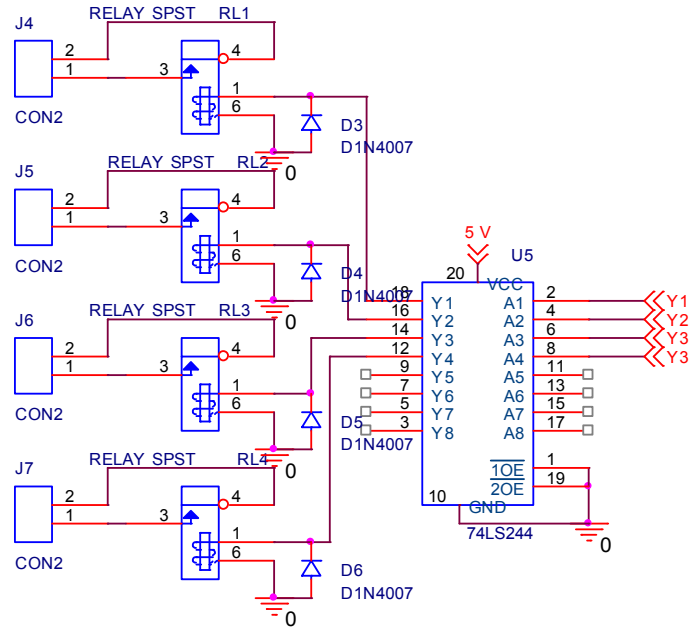 J4
RELAY SPST RL1
2
1
3
4
1
6
CON2
D3
D1N4007
0
J5
RELAY SPST RL2
2
1
3
4
1
6
CON2
D4
D1N4007
0
J6
RELAY SPST RL3
2
1
3
4
1
6
CON2
D5
D1N4007
0
J7
RELAY SPST RL4
2
1
3
4
1
6
CON2
D6
D1N4007
0
5 V
U5
20
VCC
18 Y1 A1 2 Y1
16 Y2 A2 4 Y2
14 Y3 A3 6 Y3
12 Y4 A4 8 Y3
9 Y5 A5 11
7 Y6 A6 13
5 Y7 A7 15
3 Y8 A8 17
1OE 1
2OE 19
10 GND
74LS244
0